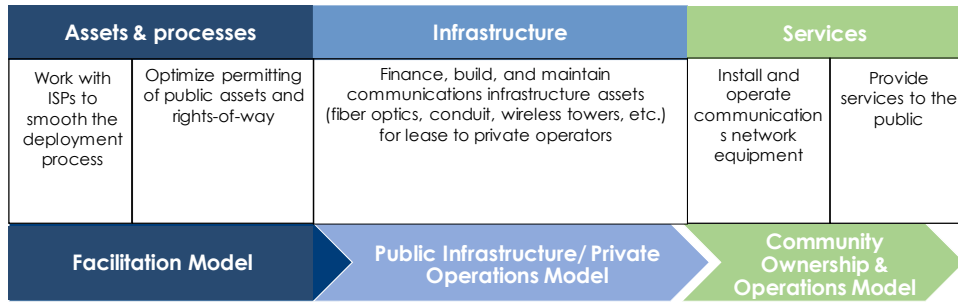 Assets & processes
Infrastructure
Services
Work with
ISPs to
smooth the
deployment
process
Optimize permitting
of public assets and
rights-of-way
Finance, build, and maintain
communications infrastructure assets
(fiber optics, conduit, wireless towers, etc.)
for lease to private operators
Install and
operate
communication
s network
equipment
Provide
services to the
public
Facilitation Model
Public Infrastructure/ Private
Operations Model
Community
Ownership &
Operations Model